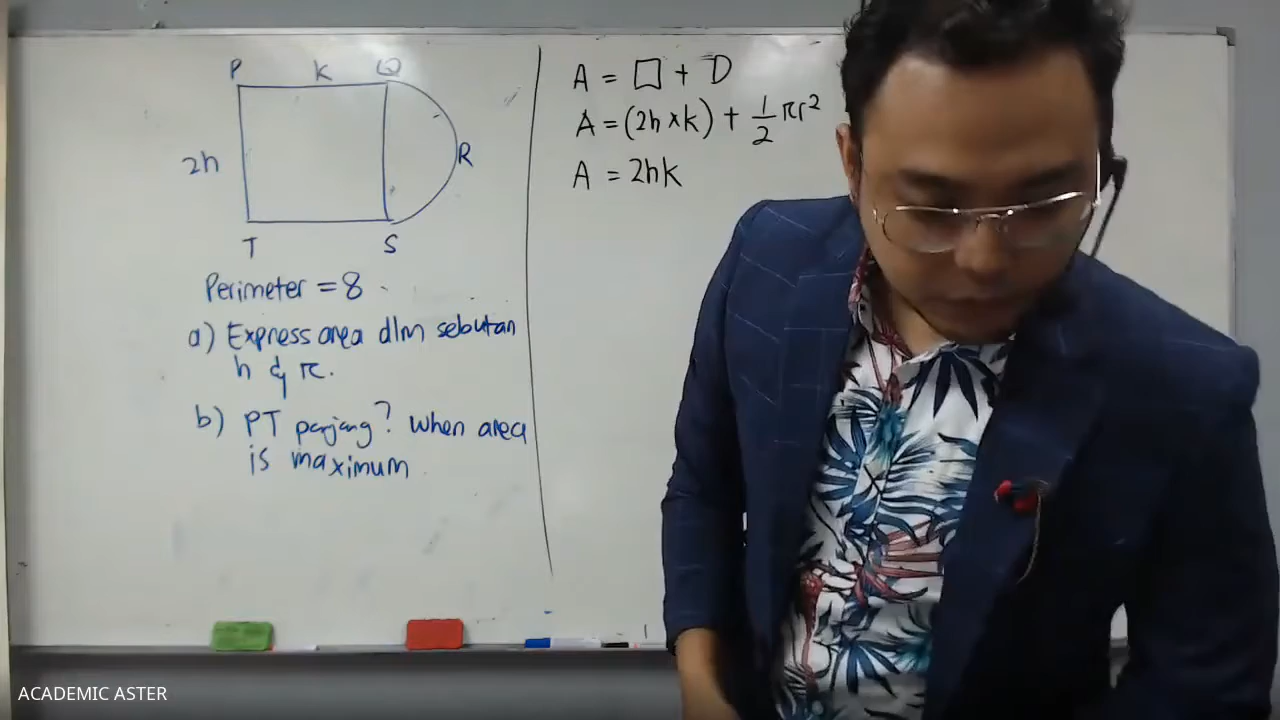 P k Q
2h
R
T S
Perimeter = 8
a) Express area dlm sebutan
h & π.
b) PT panjang? when area
is maximum
A = □ + D
A = (2h × k) + 1/2 πr²
A = 2hk
ACADEMIC ASTER